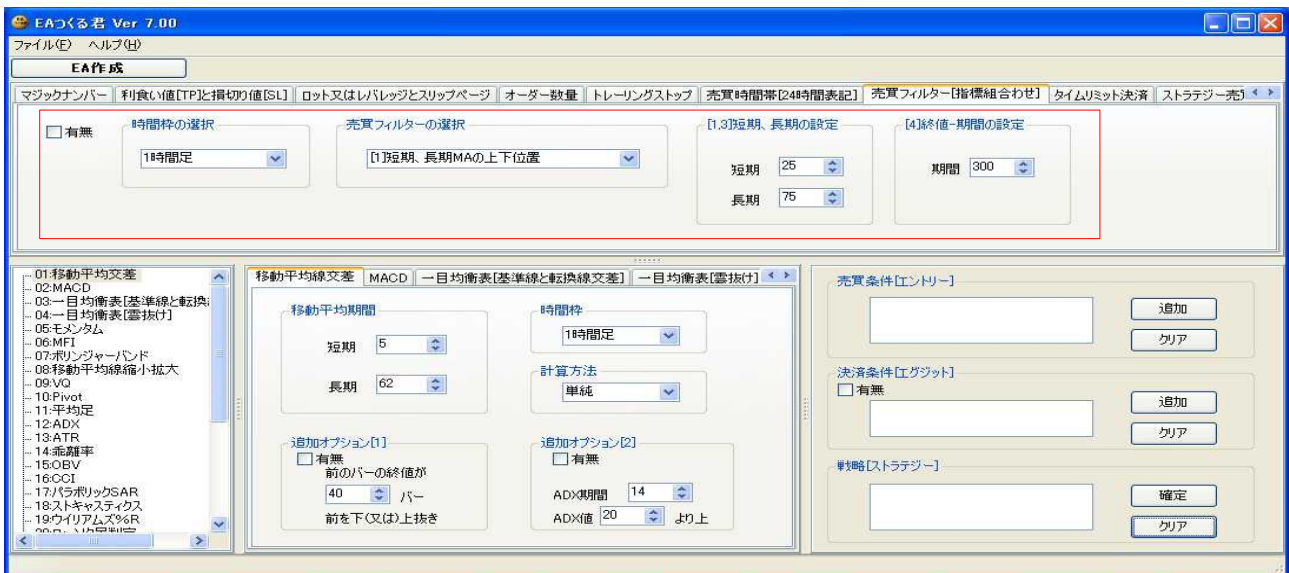 EAつくる君 Ver 7.00
ファイル(F) ヘルプ(H)
EA作成
マジックナンバー 利食い値[TP]と損切り値[SL] ロット又はレバレッジとスリップページ オーダー数量 トレーリングストップ 売買時間帯[24時間表記] 売買フィルター[指標組合わせ] タイムリミット決済 ストラテジー売
有無
時間枠の選択
1時間足
売買フィルターの選択
[1]短期、長期MAの上下位置
[1,3]短期、長期の設定
短期 25
長期 75
[4]終値-期間の設定
期間 300
01:移動平均交差
02:MACD
03:一目均衡表[基準線と転換
04:一目均衡表[雲抜け]
05:モメンタム
06:MFI
07:ボリンジャーバンド
08:移動平均線縮小拡大
09:VQ
10:Pivot
11:平均足
12:ADX
13:ATR
14:乖離率
15:OBV
16:CCI
17:パラボリックSAR
18:ストキャスティクス
19:ウイリアムズ%R
移動平均線交差 MACD 一目均衡表[基準線と転換線交差] 一目均衡表[雲抜け]
移動平均期間
短期 5
長期 62
時間枠
1時間足
計算方法
単純
追加オプション[1]
有無
前のバーの終値が
40 バー
前を下(又は)上抜き
追加オプション[2]
有無
ADX期間 14
ADX値 20 より上
売買条件[エントリー]
追加
クリア
決済条件[エグジット]
有無
追加
クリア
戦略[ストラテジー]
確定
クリア